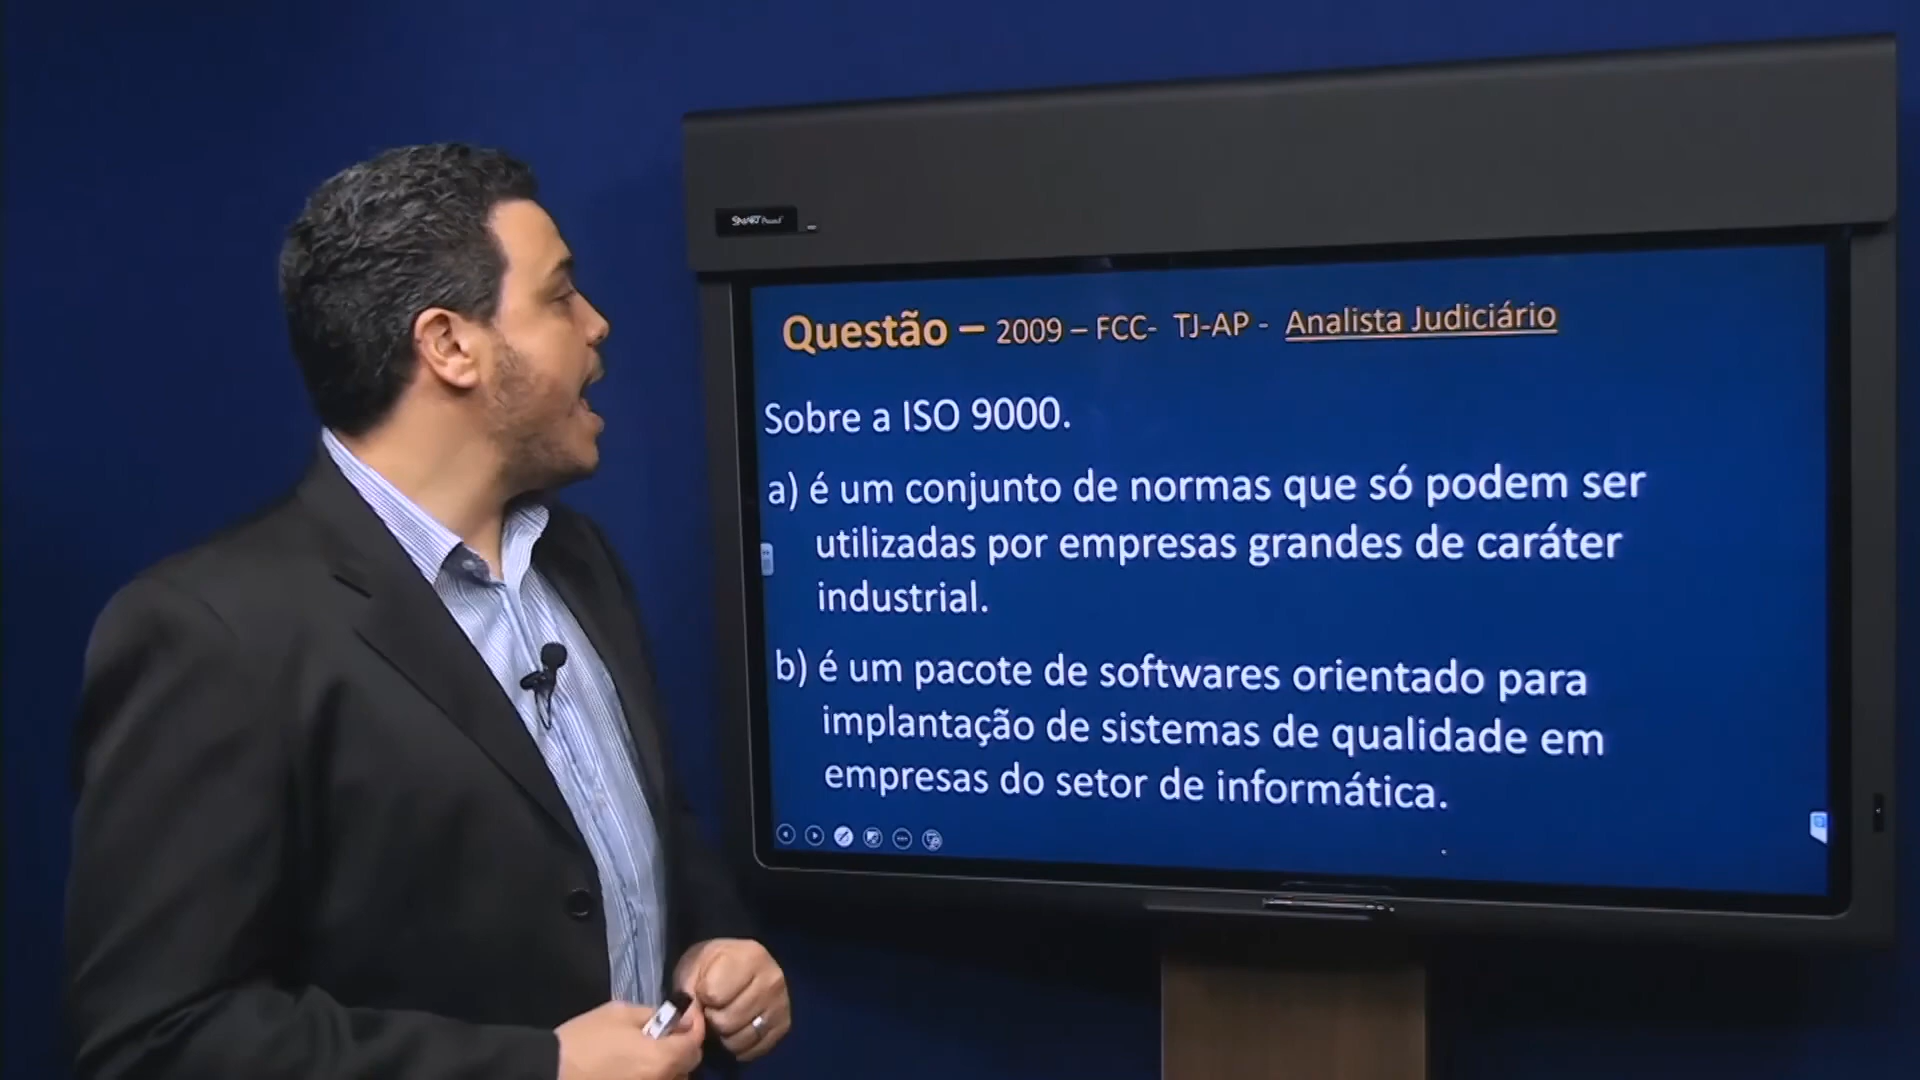 SMART Board
Questão – 2009 – FCC- TJ-AP - Analista Judiciário
Sobre a ISO 9000.
a) é um conjunto de normas que só podem ser
utilizadas por empresas grandes de caráter
industrial.
b) é um pacote de softwares orientado para
implantação de sistemas de qualidade em
empresas do setor de informática.